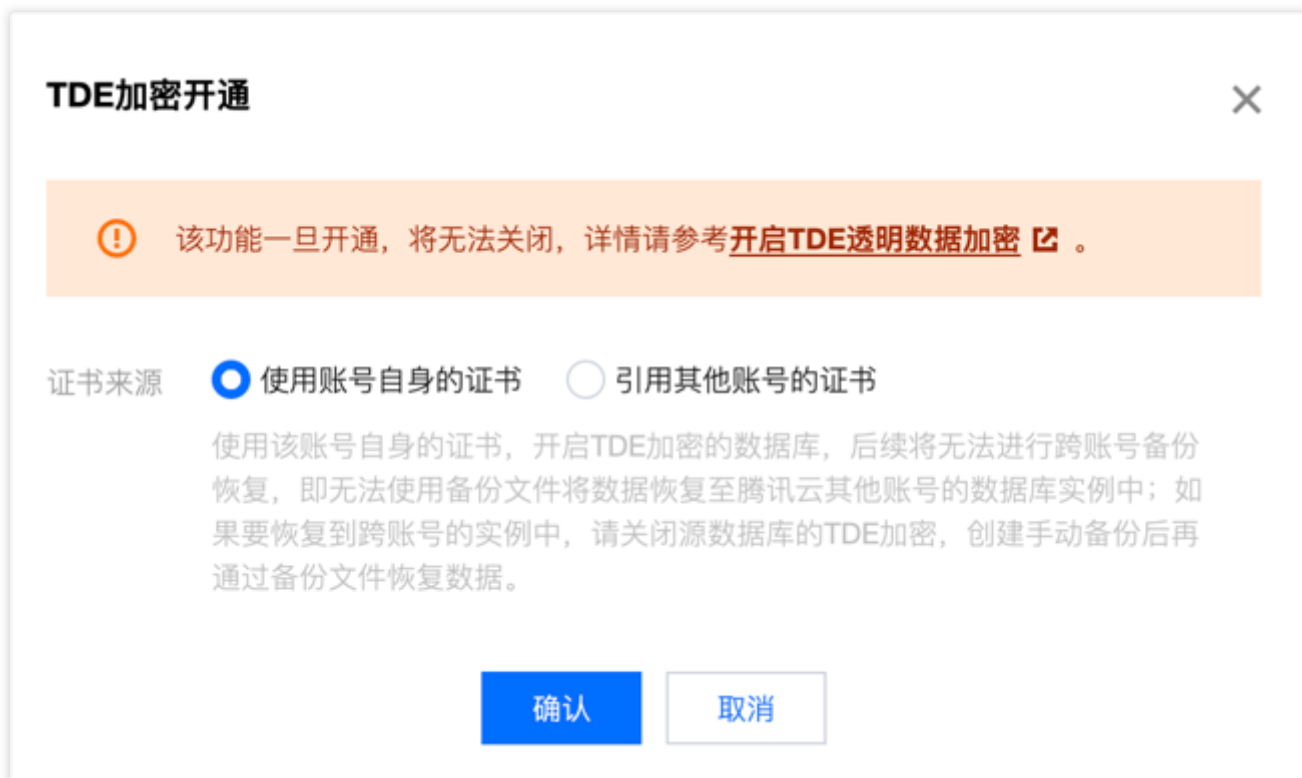 TDE加密开通
该功能一旦开通，将无法关闭，详情请参考开启TDE透明数据加密 。
证书来源 使用账号自身的证书 引用其他账号的证书
使用该账号自身的证书，开启TDE加密的数据库，后续将无法进行跨账号备份
恢复，即无法使用备份文件将数据恢复至腾讯云其他账号的数据库实例中；如
果要恢复到跨账号的实例中，请关闭源数据库的TDE加密，创建手动备份后再
通过备份文件恢复数据。
确认 取消